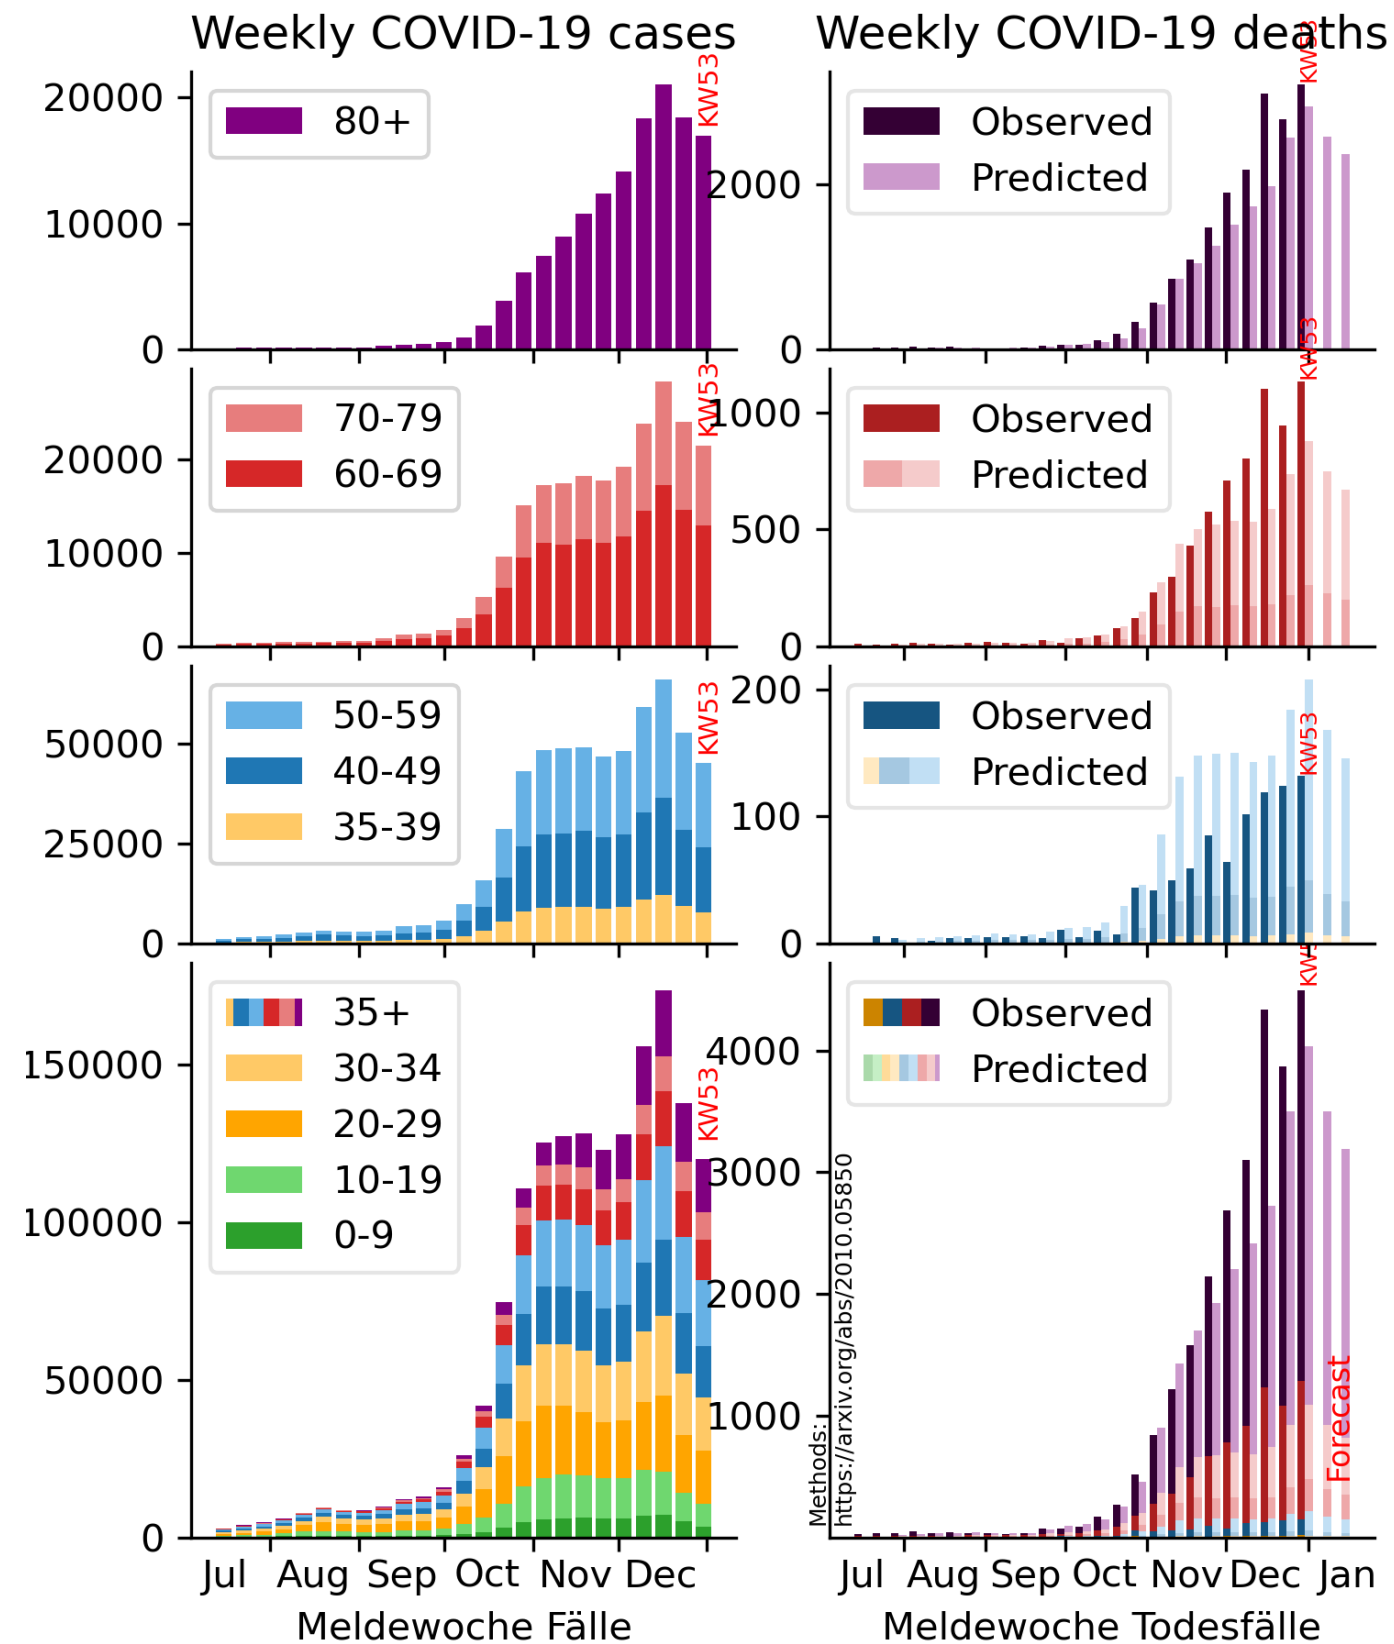 Weekly COVID-19 cases
KW53
20000
10000
0
80+
KW53
20000
10000
0
70-79
60-69
KW53
50000
25000
0
50-59
40-49
35-39
KW53
150000
100000
50000
0
35+
30-34
20-29
10-19
0-9
Jul Aug Sep Oct Nov Dec
Meldewoche Fälle
Weekly COVID-19 deaths
KW53
2000
0
Observed
Predicted
KW53
1000
500
0
Observed
Predicted
KW53
200
100
0
Observed
Predicted
KW5
4000
3000
2000
1000
Observed
Predicted
Methods:
https://arxiv.org/abs/2010.05850
Forecast
Jul Aug Sep Oct Nov Dec Jan
Meldewoche Todesfälle